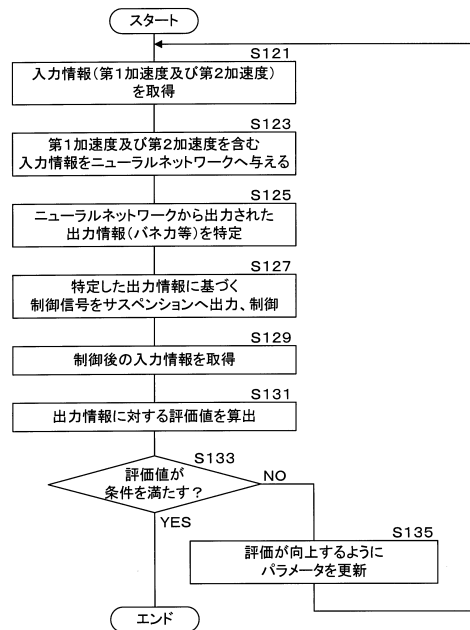 スタート
S121
入力情報（第1加速度及び第2加速度）
を取得
S123
第1加速度及び第2加速度を含む
入力情報をニューラルネットワークへ与える
S125
ニューラルネットワークから出力された
出力情報（バネ力等）を特定
S127
特定した出力情報に基づく
制御信号をサスペンションへ出力、制御
S129
制御後の入力情報を取得
S131
出力情報に対する評価値を算出
S133
評価値が
条件を満たす？
NO
YES
S135
評価が向上するように
パラメータを更新
エンド